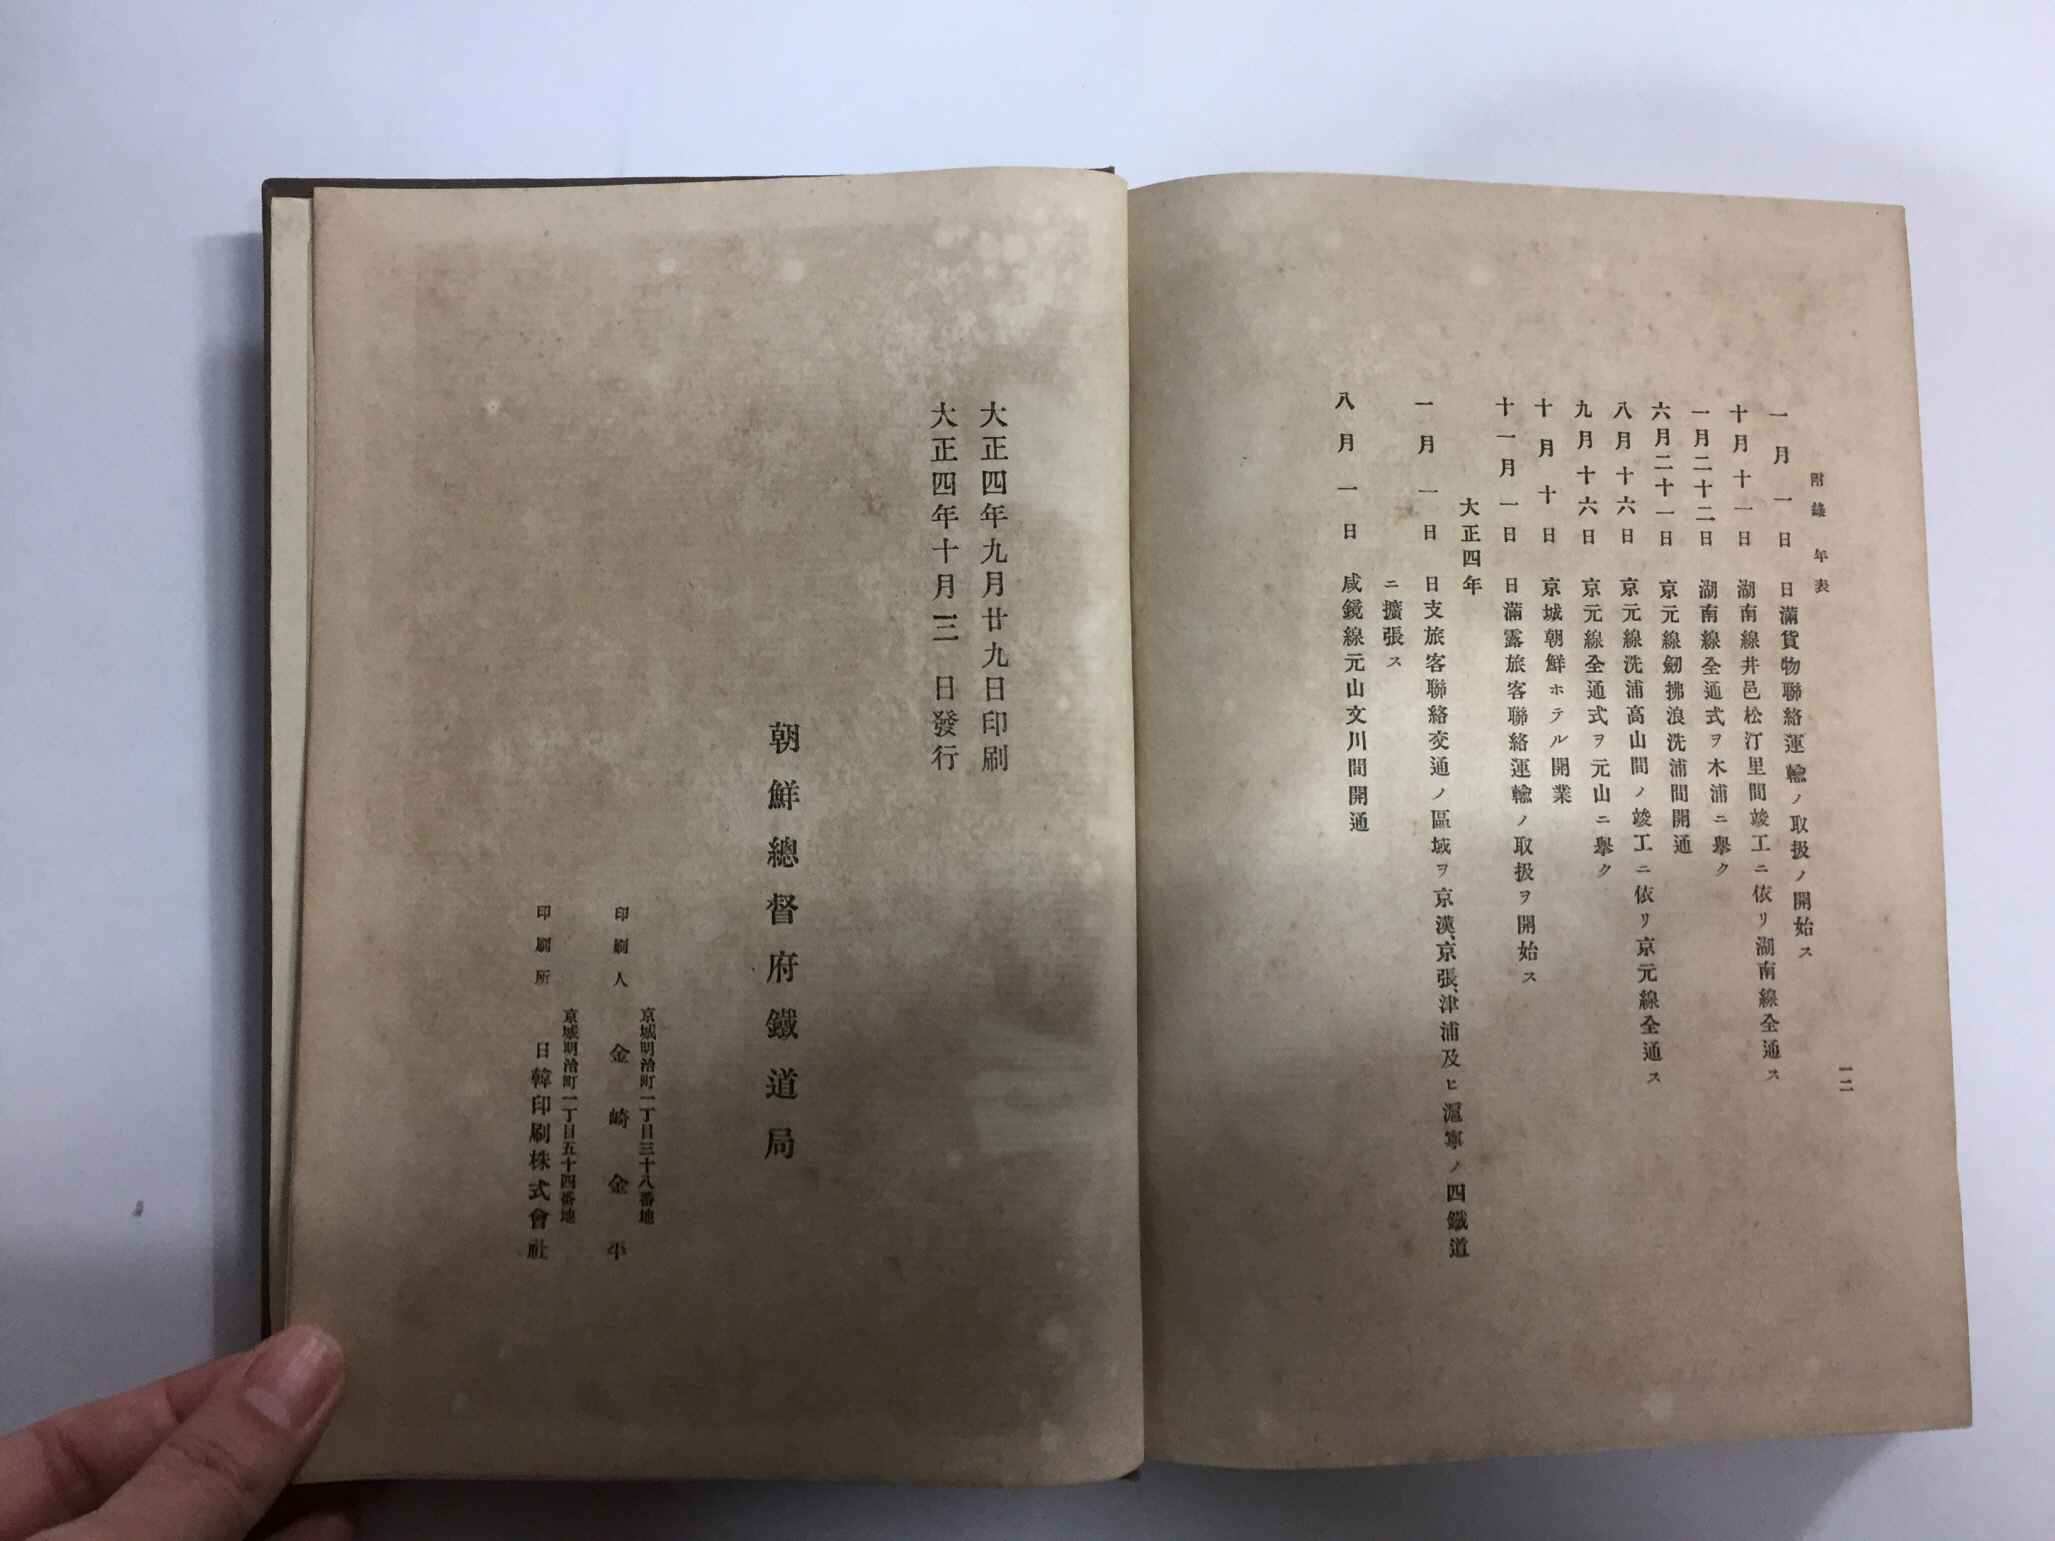 附錄 年表
一二
一月一日 日滿貨物聯絡運輸ノ取扱ノ開始ス
十月十一日 湖南線井邑松汀里間竣工ニ依リ湖南線全通ス
一月二十二日 湖南線全通式ヲ木浦ニ擧ク
六月二十一日 京元線劒拂浪洗浦間開通
八月十六日 京元線洗浦高山間ノ竣工ニ依リ京元線全通ス
九月十六日 京元線全通式ヲ元山ニ擧ク
十月十日 京城朝鮮ホテル開業
十一月一日 日滿露旅客聯絡運輸ノ取扱ヲ開始ス
大正四年
一月一日 日支旅客聯絡交通ノ區域ヲ京漢、京張、津浦及ヒ滬寧ノ四鐵道
ニ擴張ス
八月一日 咸鏡線元山文川間開通
大正四年九月廿九日印刷
大正四年十月三日發行
朝鮮總督府鐵道局
京城明治町一丁目三十八番地
印刷人 金崎金平
京城明治町一丁目五十四番地
印刷所 日韓印刷株式會社